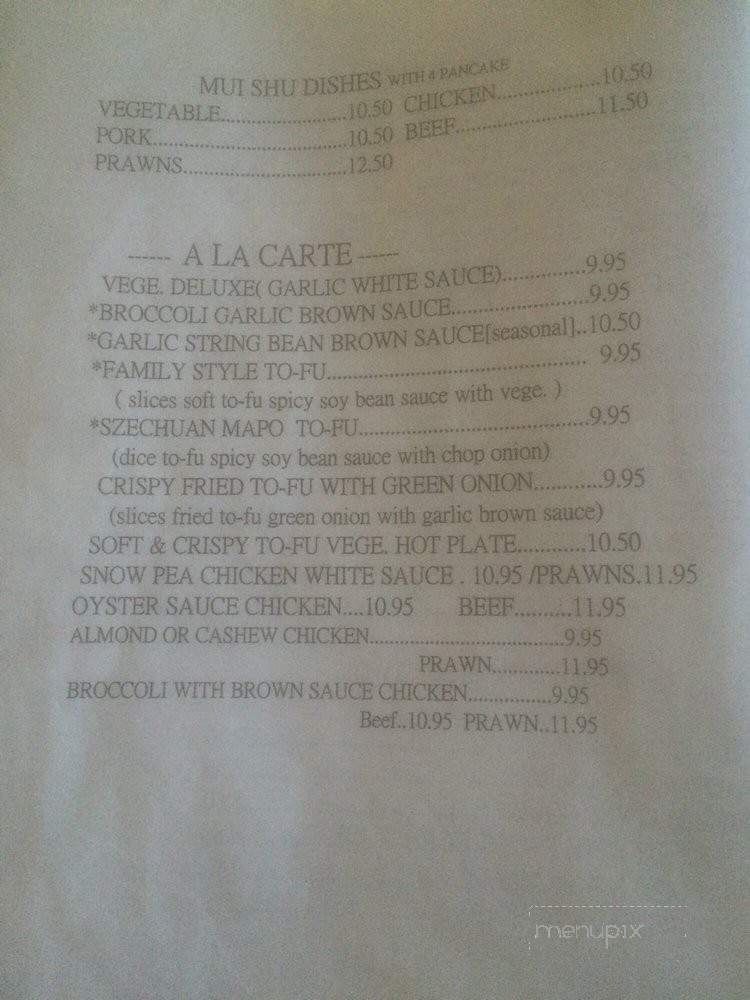 MUI SHU DISHES WITH 4 PANCAKE
VEGETABLE..........................10.50 CHICKEN....................10.50
PORK.......................................10.50 BEEF..........................11.50
PRAWNS................................12.50
------ A LA CARTE ------
VEGE. DELUXE( GARLIC WHITE SAUCE)...............9.95
*BROCCOLI GARLIC BROWN SAUCE.........................9.95
*GARLIC STRING BEAN BROWN SAUCE[seasonal]..10.50
*FAMILY STYLE TO-FU............................................... 9.95
( slices soft to-fu spicy soy bean sauce with vege. )
*SZECHUAN MAPO TO-FU..........................................9.95
(dice to-fu spicy soy bean sauce with chop onion)
CRISPY FRIED TO-FU WITH GREEN ONION............9.95
(slices fried to-fu green onion with garlic brown sauce)
SOFT & CRISPY TO-FU VEGE. HOT PLATE............10.50
SNOW PEA CHICKEN WHITE SAUCE . 10.95 /PRAWNS.11.95
OYSTER SAUCE CHICKEN....10.95 BEEF..........11.95
ALMOND OR CASHEW CHICKEN...................................9.95
PRAWN............11.95
BROCCOLI WITH BROWN SAUCE CHICKEN...............9.95
Beef..10.95 PRAWN..11.95
menupix